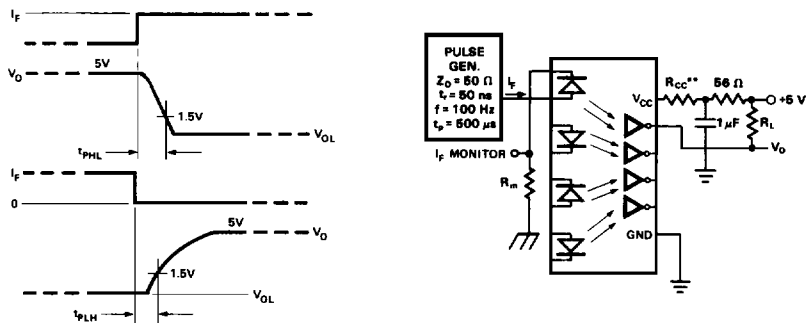 I_F
V_O
5V
1.5V
V_OL
t_PHL
I_F
0
5V
V_O
1.5V
V_OL
t_PLH
PULSE
GEN.
Z_O = 50 Ω
t_r = 50 ns
f = 100 Hz
t_p = 500 μs
I_F
I_F MONITOR
R_m
V_CC
R_CC**
56 Ω
+5 V
1 μF
R_L
V_O
GND